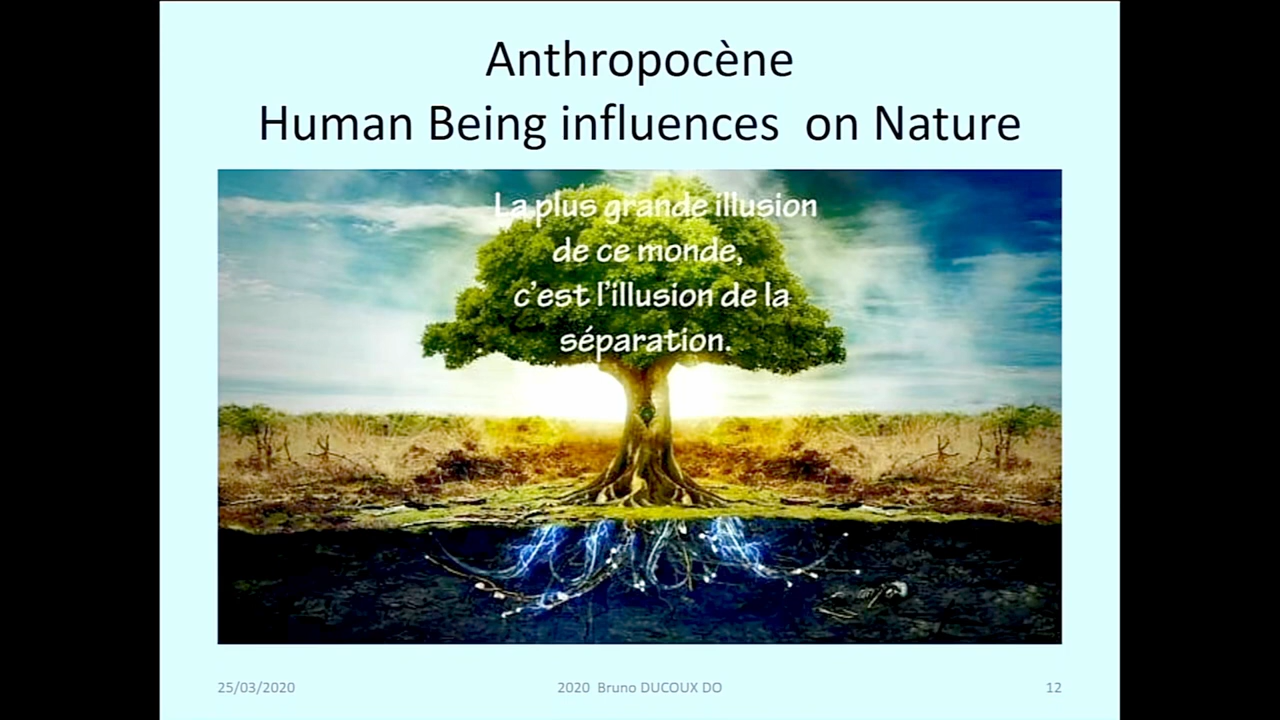 Anthropocène
Human Being influences on Nature
La plus grande illusion
de ce monde,
c'est l'illusion de la
séparation.
25/03/2020
2020 Bruno DUCOUX DO
12